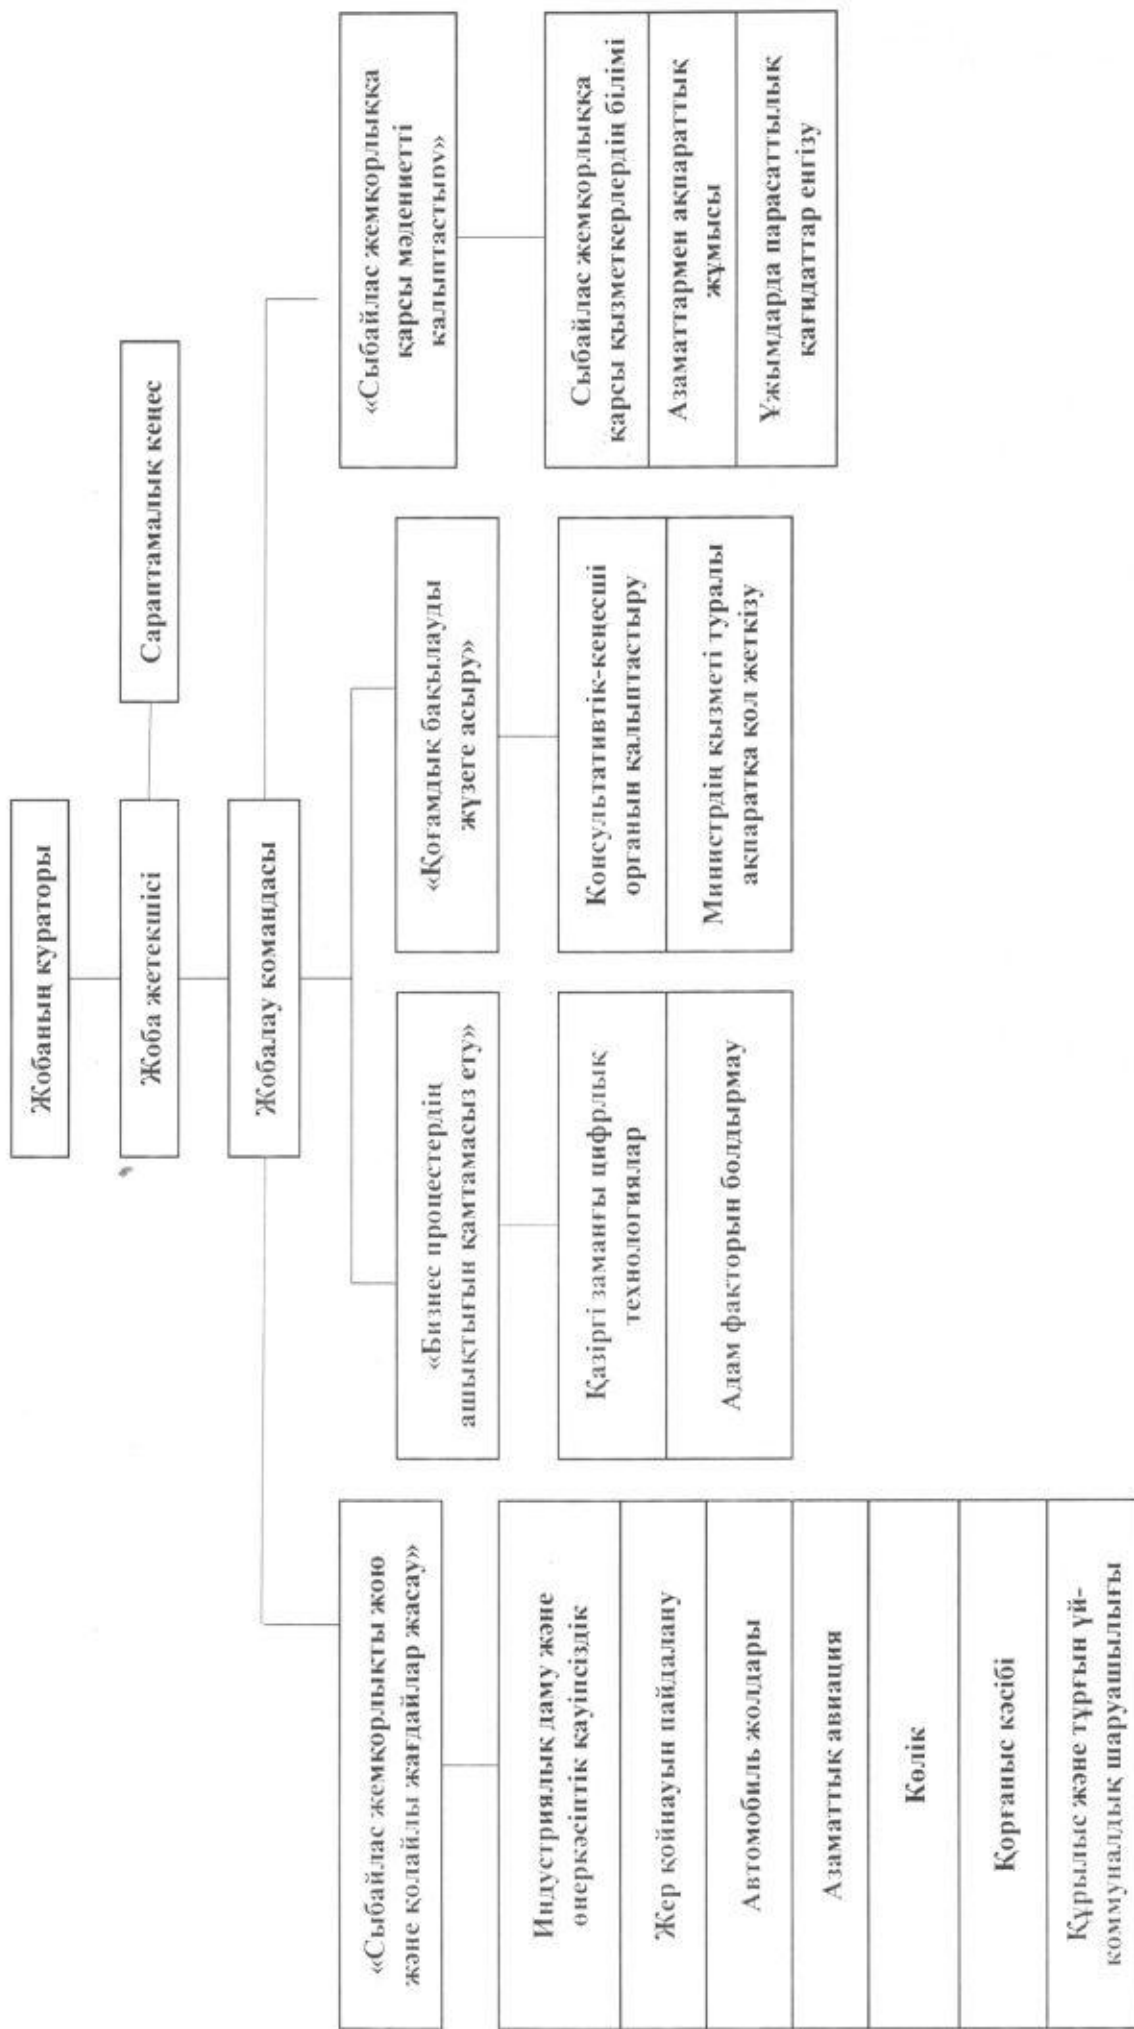 Жобаның кураторы
Жоба жетекшісі
Сараптамалық кеңес
Жобалау командасы
«Сыбайлас жемқорлықты жою
және қолайлы жағдайлар жасау»
Индустриялық даму және
өнеркәсіптік қауіпсіздік
Жер қойнауын пайдалану
Автомобиль жолдары
Азаматтық авиация
Көлік
Қорғаныс кәсібі
Құрылыс және тұрғын үй-
коммуналдық шаруашылығы
«Бизнес процестердің
ашықтығын қамтамасыз ету»
Қазіргі заманғы цифрлық
технологиялар
Адам факторын болдырмау
«Қоғамдық бақылауды
жүзеге асыру»
Консультативтік-кеңесші
органын қалыптастыру
Министрдің қызметі туралы
ақпаратқа қол жеткізу
«Сыбайлас жемқорлыққа
қарсы мәдениетті
қалыптастыру»
Сыбайлас жемқорлыққа
қарсы қызметкерлердің білімі
Азаматтармен ақпараттық
жұмысы
Ұжымдарда парасаттылық
қағидаттар енгізу